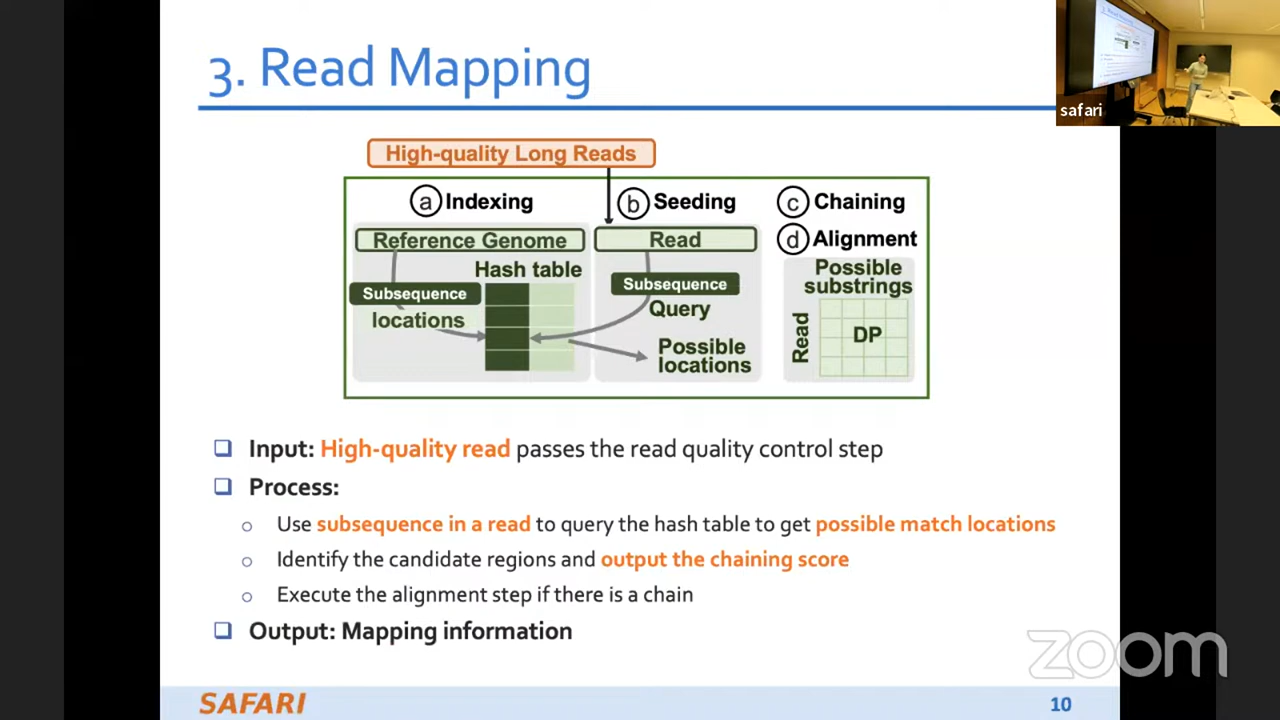 3. Read Mapping
safari
High-quality Long Reads
a Indexing
b Seeding
c Chaining
d Alignment
Reference Genome
Read
Hash table
Possible
substrings
Subsequence
locations
Subsequence
Query
Possible
locations
Read
DP
Input: High-quality read passes the read quality control step
Process:
Use subsequence in a read to query the hash table to get possible match locations
Identify the candidate regions and output the chaining score
Execute the alignment step if there is a chain
Output: Mapping information
zoom
SAFARI
10